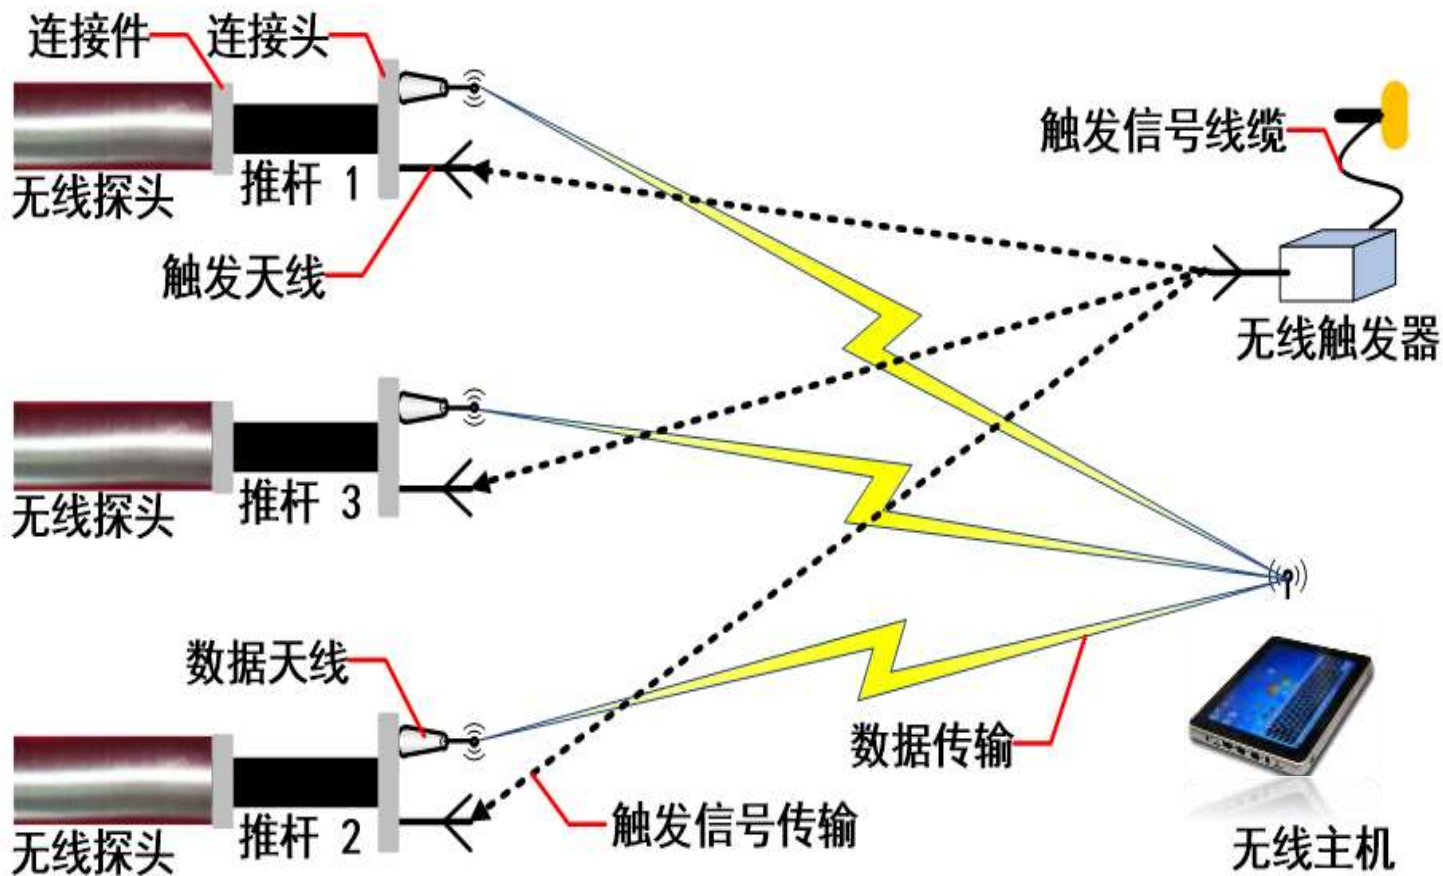 连接件
连接头
触发信号线缆
无线探头
推杆 1
触发天线
无线触发器
无线探头
推杆 3
数据天线
数据传输
无线探头
推杆 2
触发信号传输
无线主机